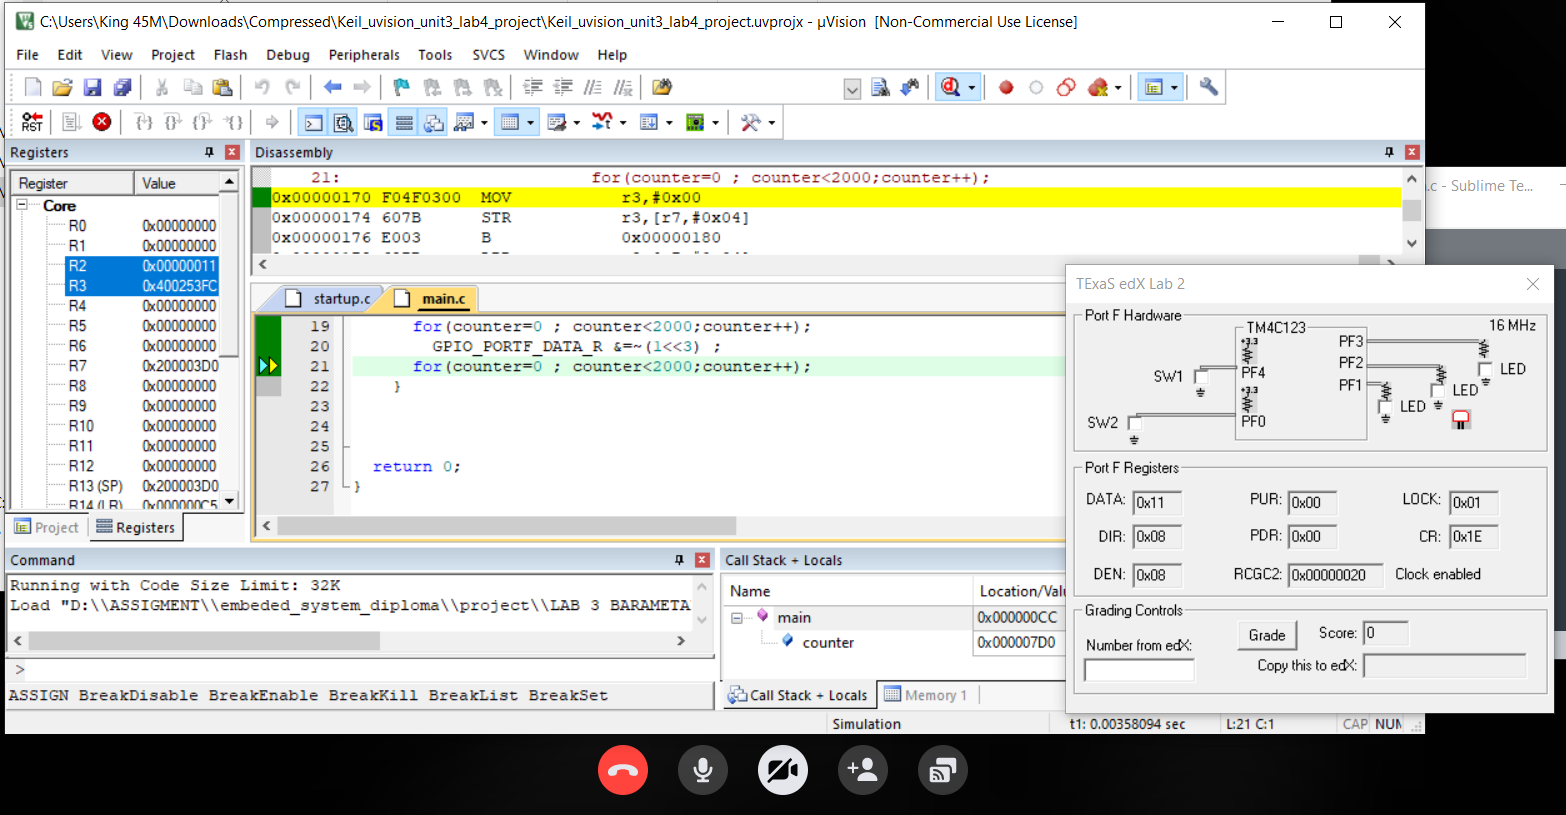 C:\Users\King 45M\Downloads\Compressed\Keil_uvision_unit3_lab4_project\Keil_uvision_unit3_lab4_project.uvprojx - µVision [Non-Commercial Use License]
File Edit View Project Flash Debug Peripherals Tools SVCS Window Help
RST
Registers
Register Value
Core
R0 0x00000000
R1 0x00000000
R2 0x00000011
R3 0x400253FC
R4 0x00000000
R5 0x00000000
R6 0x00000000
R7 0x200003D0
R8 0x00000000
R9 0x00000000
R10 0x00000000
R11 0x00000000
R12 0x00000000
R13 (SP) 0x200003D0
R14 (LR) 0x000000C5
Project Registers
Disassembly
21: for(counter=0 ; counter<2000;counter++);
0x00000170 F04F0300 MOV r3,#0x00
0x00000174 607B STR r3,[r7,#0x04]
0x00000176 E003 B 0x00000180
startup.c main.c
19 for(counter=0 ; counter<2000;counter++);
20 GPIO_PORTF_DATA_R &=~(1<<3) ;
21 for(counter=0 ; counter<2000;counter++);
22 }
23
24
25
26 return 0;
27 }
.c - Sublime Te...
TExaS edX Lab 2
Port F Hardware
TM4C123
16 MHz
+3.3
PF3
PF2
PF1
PF4
+3.3
PF0
SW1
SW2
LED
LED
LED
Port F Registers
DATA: 0x11 PUR: 0x00 LOCK: 0x01
DIR: 0x08 PDR: 0x00 CR: 0x1E
DEN: 0x08 RCGC2: 0x00000020 Clock enabled
Grading Controls
Number from edX: Grade Score: 0
Copy this to edX:
Command
Running with Code Size Limit: 32K
Load "D:\\ASSIGMENT\\embeded_system_diploma\\project\\LAB 3 BARAMETA
>
ASSIGN BreakDisable BreakEnable BreakKill BreakList BreakSet
Call Stack + Locals
Name Location/Valu
main 0x000000CC
counter 0x000007D0
Call Stack + Locals Memory 1
Simulation t1: 0.00358094 sec L:21 C:1 CAP NUM